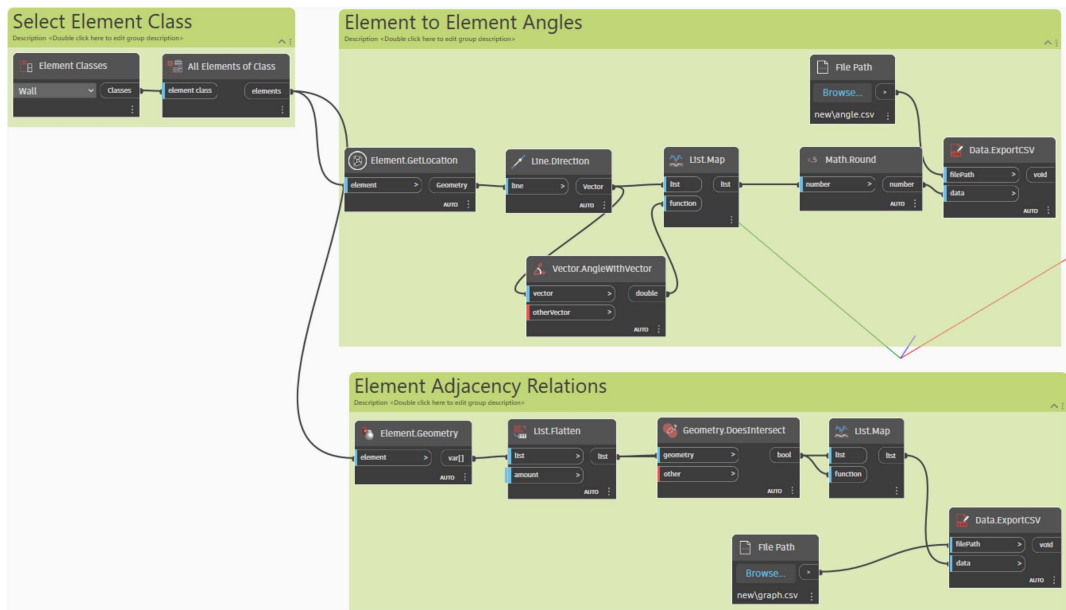 Select Element Class
Description <Double click here to edit group description>
Element Classes
Wall
Classes
All Elements of Class
element class
elements
Element to Element Angles
Description <Double click here to edit group description>
File Path
Browse...
>
new\angle.csv
Element.GetLocation
element >
Geometry
AUTO
Line.Direction
line >
Vector
AUTO
List.Map
list
list
function
Math.Round
number >
number
AUTO
Data.ExportCSV
filePath >
void
data >
AUTO
Vector.AngleWithVector
vector >
double
otherVector >
AUTO
Element Adjacency Relations
Description <Double click here to edit group description>
Element.Geometry
element >
var[]
AUTO
List.Flatten
list >
list
amount >
AUTO
Geometry.DoesIntersect
geometry >
bool
other >
AUTO
List.Map
list
list
function
File Path
Browse...
>
new\graph.csv
Data.ExportCSV
filePath >
void
data >
AUTO